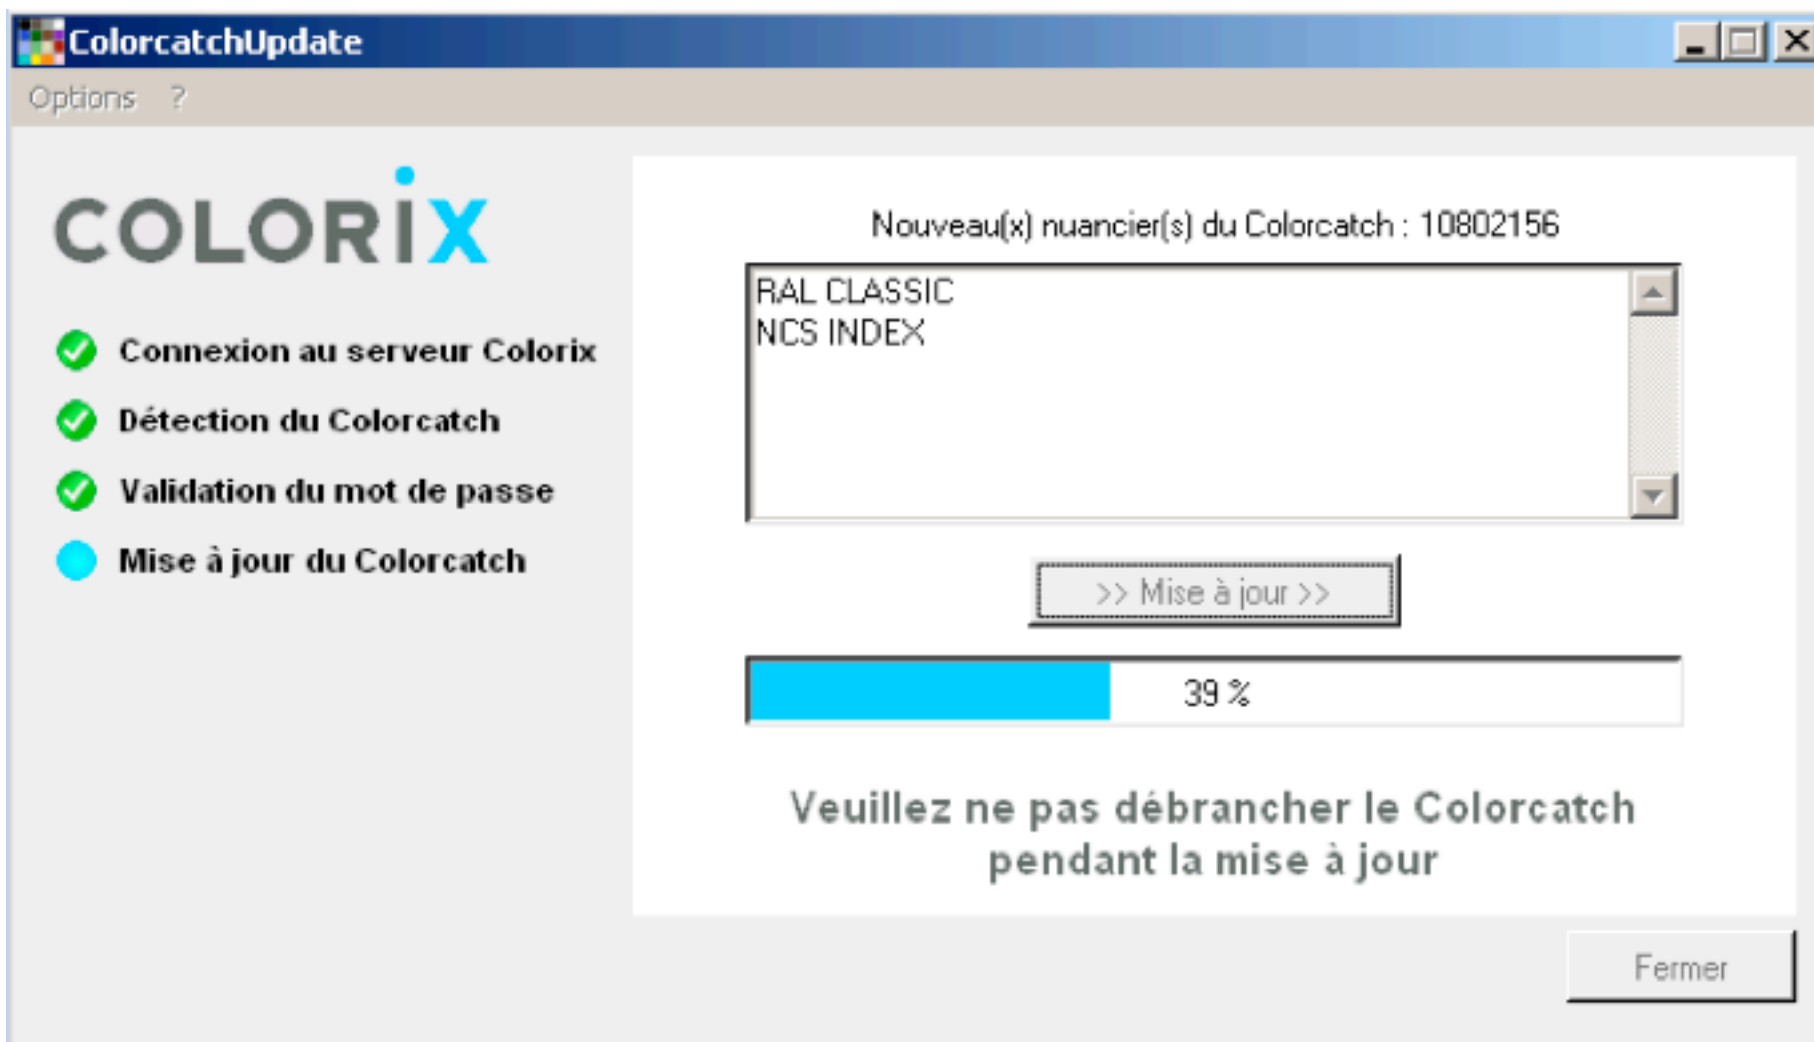 ColorcatchUpdate
Options ?
COLORiX
Connexion au serveur Colorix
Détection du Colorcatch
Validation du mot de passe
Mise à jour du Colorcatch
Nouveau(x) nuancier(s) du Colorcatch : 10802156
RAL CLASSIC
NCS INDEX
>> Mise à jour >>
39 %
Veuillez ne pas débrancher le Colorcatch
pendant la mise à jour
Fermer